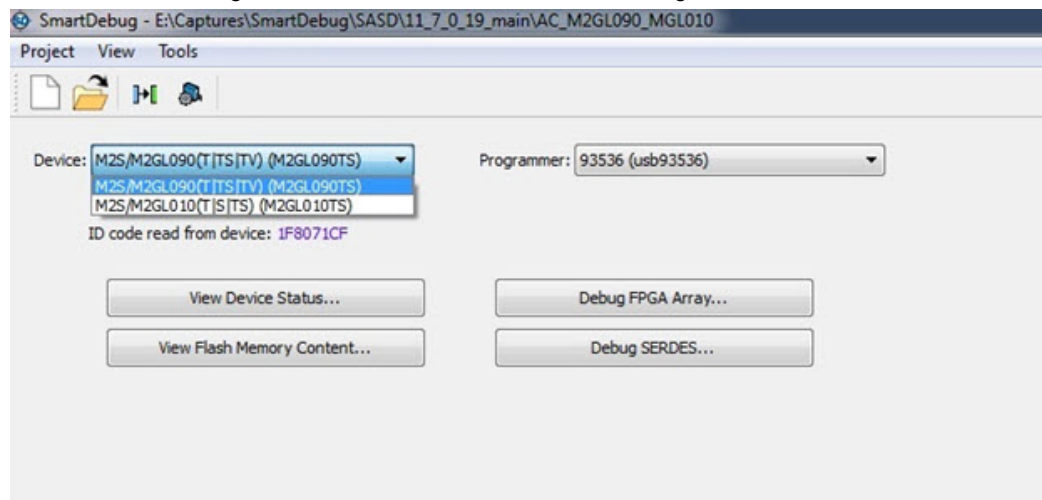 SmartDebug - E:\Captures\SmartDebug\SASD\11_7_0_19_main\AC_M2GL090_MGL010
Project View Tools
Device: M2S/M2GL090(T|TS|TV) (M2GL090TS) Programmer: 93536 (usb93536)
M2S/M2GL090(T|TS|TV) (M2GL090TS)
M2S/M2GL010(T|S|TS) (M2GL010TS)
ID code read from device: 1F8071CF
View Device Status... Debug FPGA Array...
View Flash Memory Content... Debug SERDES...